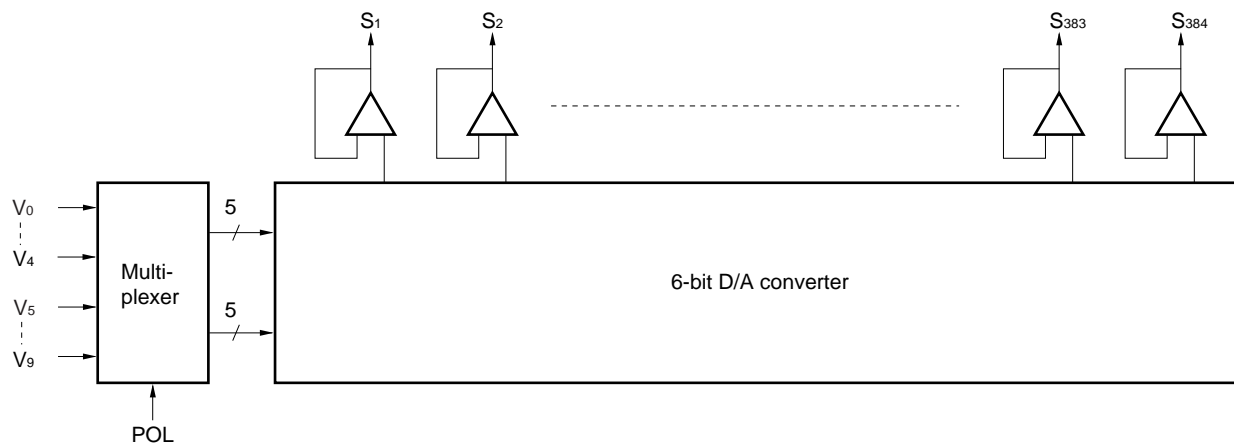 S1
S2
S383
S384
V0
V4
V5
V9
Multi-
plexer
5
5
6-bit D/A converter
POL